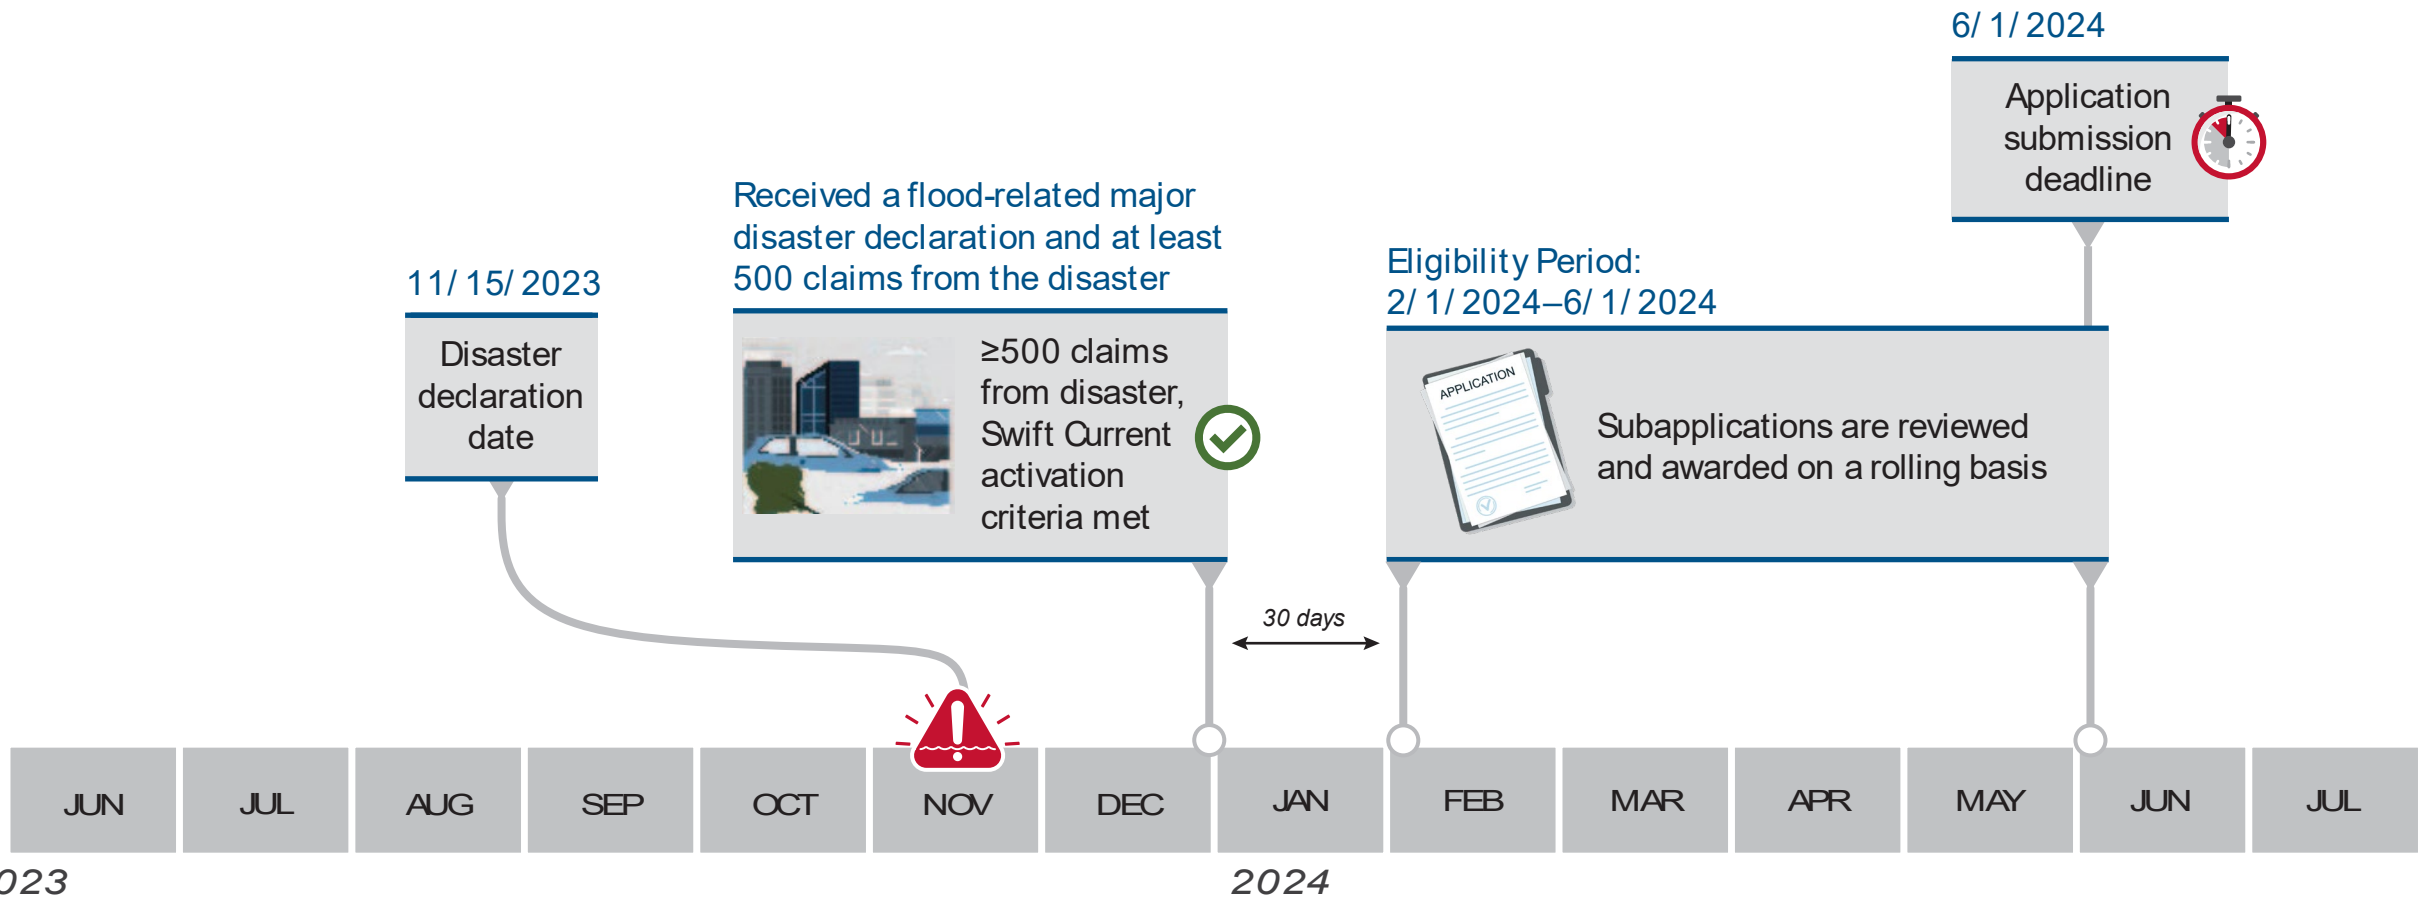 6/1/2024
Application
submission
deadline
Received a flood-related major
disaster declaration and at least
500 claims from the disaster
Eligibility Period:
2/1/2024–6/1/2024
11/15/2023
Disaster
declaration
date
≥500 claims
from disaster,
Swift Current
activation
criteria met
APPLICATION
Subapplications are reviewed
and awarded on a rolling basis
30 days
JUN JUL AUG SEP OCT NOV DEC JAN FEB MAR APR MAY JUN JUL
023 2024